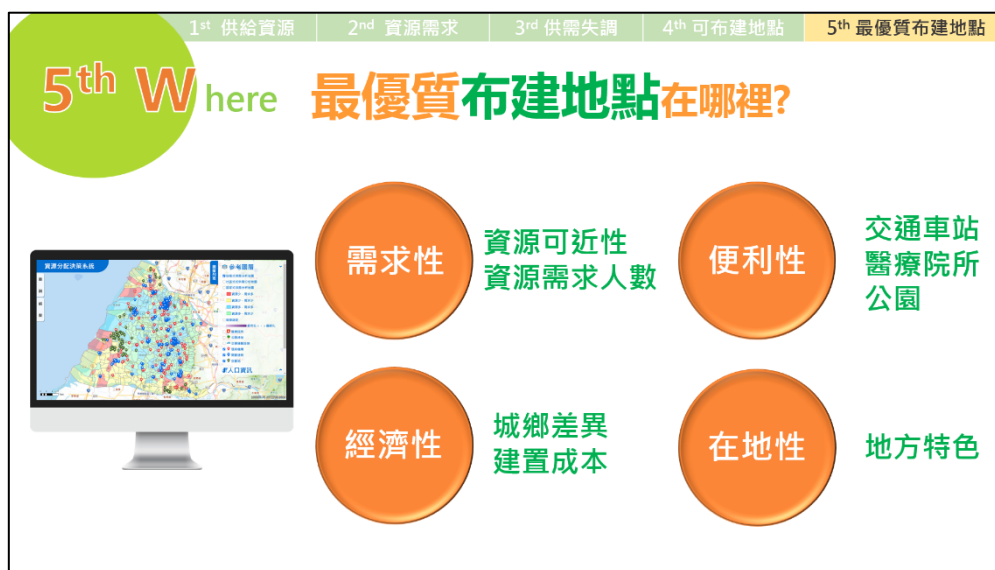 1st 供給資源
2nd 資源需求
3rd 供需失調
4th 可布建地點
5th 最優質布建地點
5th Where
最優質布建地點在哪裡?
需求性
資源可近性
資源需求人數
便利性
交通車站
醫療院所
公園
資源分配決策系統
參考圖層
人口資訊
經濟性
城鄉差異
建置成本
在地性
地方特色